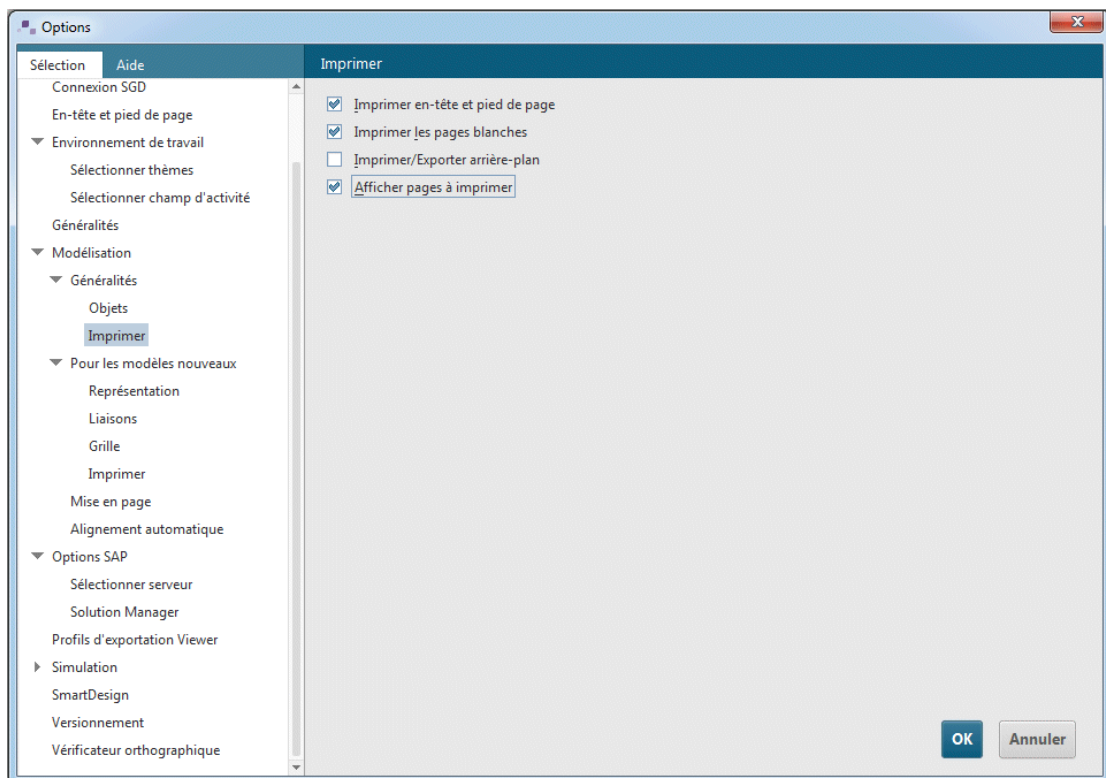 Options
Sélection Aide
Imprimer
Connexion SGD
En-tête et pied de page
Environnement de travail
Sélectionner thèmes
Sélectionner champ d'activité
Généralités
Modélisation
Généralités
Objets
Imprimer
Pour les modèles nouveaux
Représentation
Liaisons
Grille
Imprimer
Mise en page
Alignement automatique
Options SAP
Sélectionner serveur
Solution Manager
Profils d'exportation Viewer
Simulation
SmartDesign
Versionnement
Vérificateur orthographique
Imprimer en-tête et pied de page
Imprimer les pages blanches
Imprimer/Exporter arrière-plan
Afficher pages à imprimer
OK Annuler